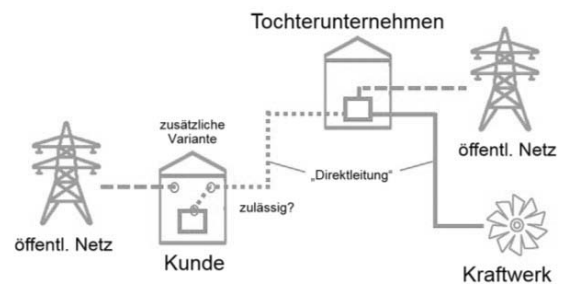 Tochterunternehmen
zusätzliche
Variante
öffentl. Netz
„Direktleitung“
zulässig?
öffentl. Netz
Kunde
Kraftwerk